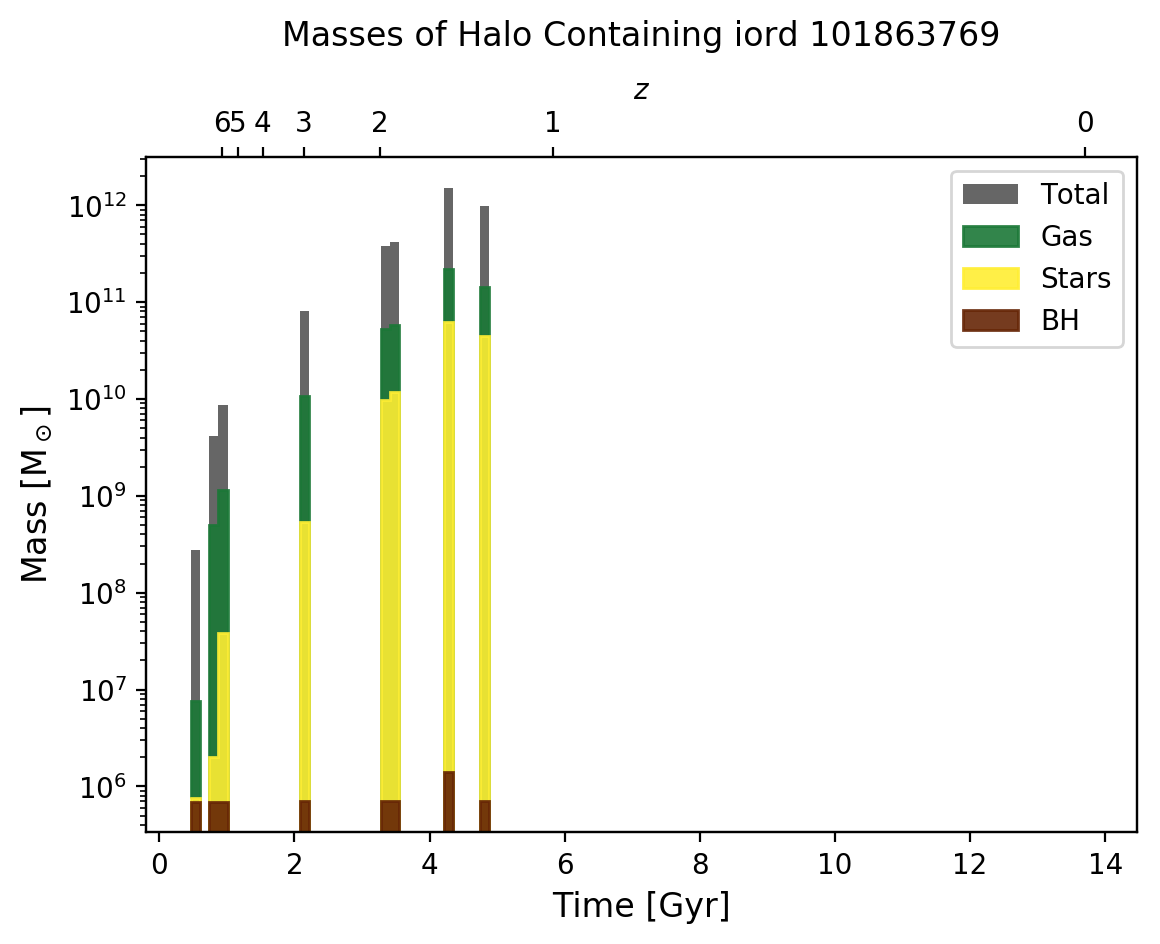 Masses of Halo Containing iord 101863769
z
6 5 4 3 2 1 0
Total
Gas
Stars
BH
10¹²
10¹¹
10¹⁰
10⁹
10⁸
10⁷
10⁶
Mass [M⊙]
0 2 4 6 8 10 12 14
Time [Gyr]